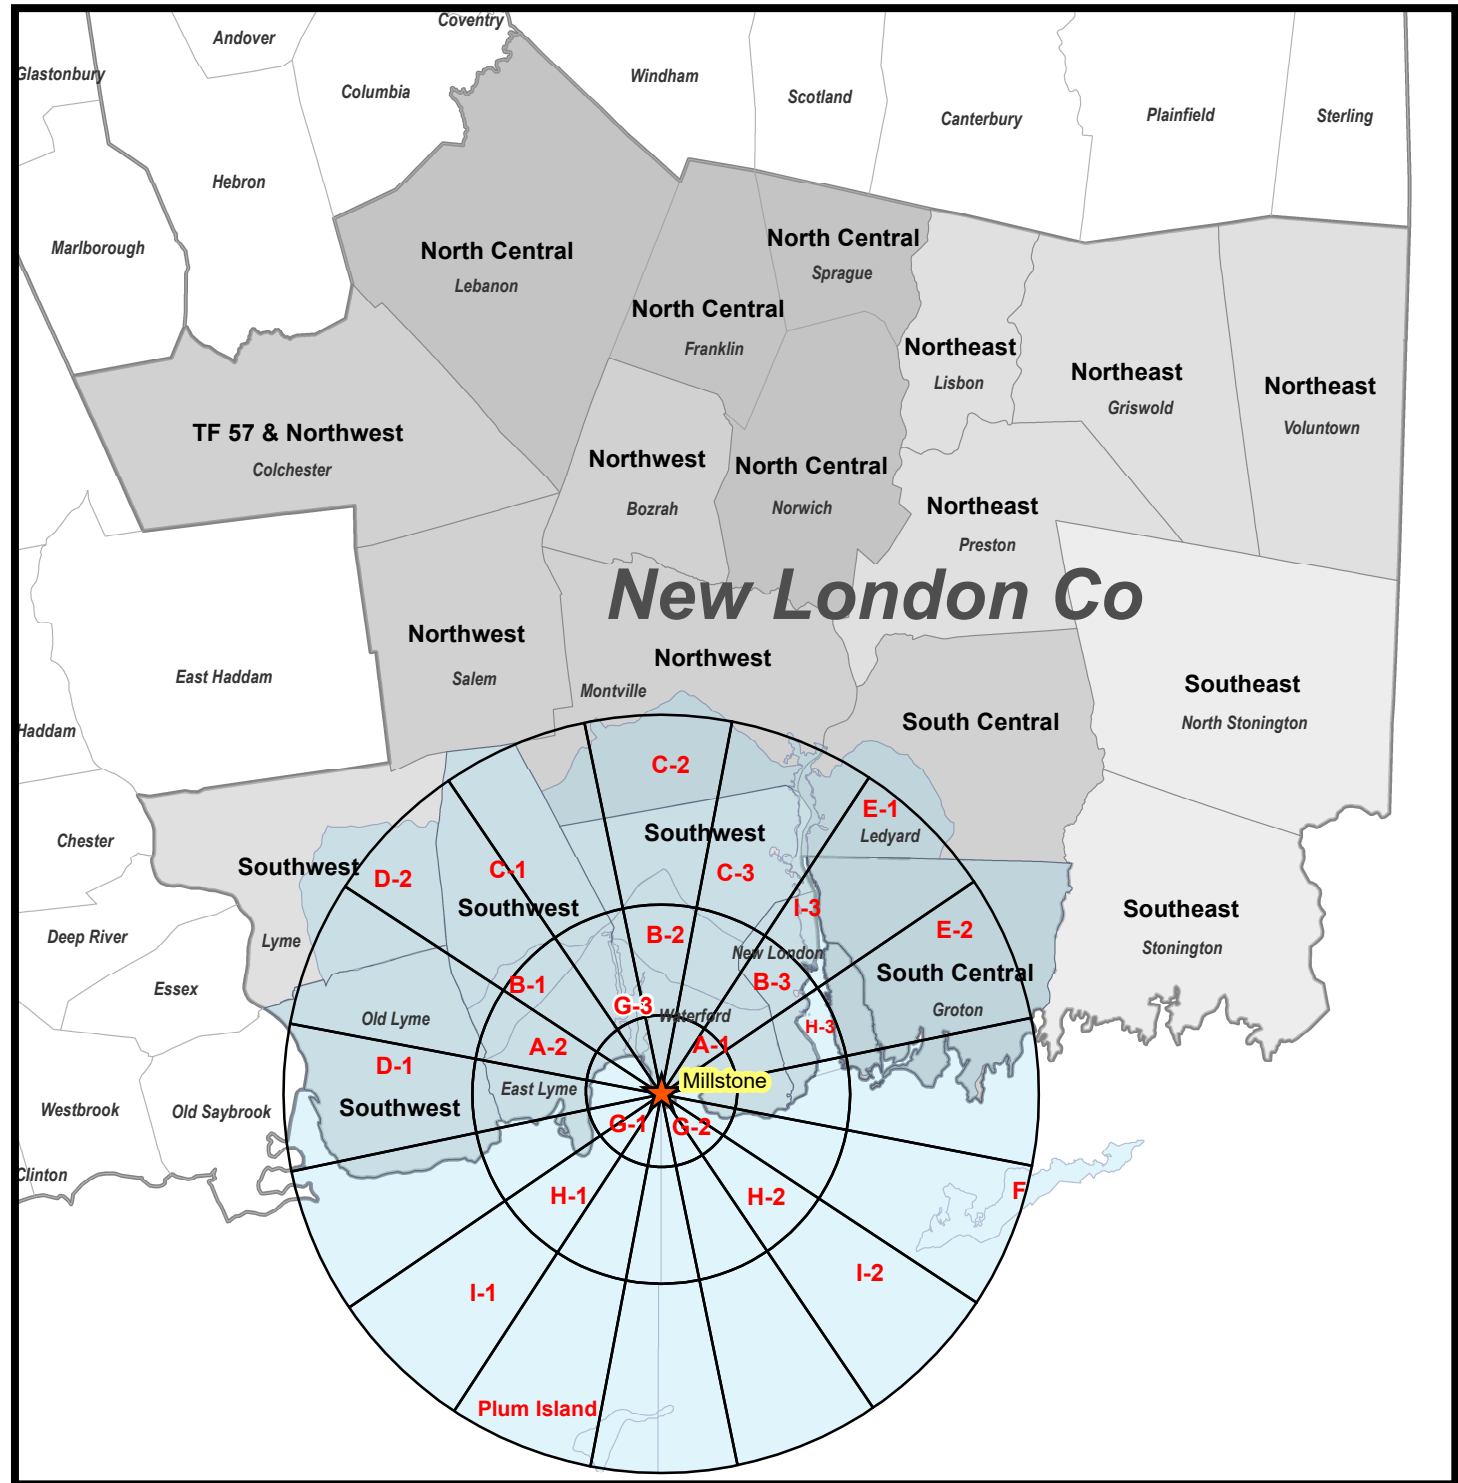 Coventry
Andover
Glastonbury
Windham
Columbia
Scotland
Canterbury
Plainfield
Sterling
Hebron
Marlborough
North Central
Lebanon
North Central
Sprague
North Central
Franklin
Northeast
Lisbon
Northeast
Griswold
Northeast
Voluntown
TF 57 & Northwest
Colchester
Northwest
Bozrah
North Central
Norwich
Northeast
Preston
New London Co
Northwest
Salem
Northwest
Montville
East Haddam
Haddam
Southeast
North Stonington
South Central
C-2
E-1
Ledyard
Chester
Southwest
C-3
Southwest
D-2
C-1
Southwest
I-3
Southeast
Stonington
Deep River
Lyme
B-2
New London
E-2
South Central
Groton
Essex
B-1
B-3
G-3
Waterford
Old Lyme
H-3
A-2
A-1
D-1
East Lyme
Millstone
Southwest
Westbrook
Old Saybrook
G-1
G-2
Clinton
H-1
H-2
F
I-1
I-2
Plum Island